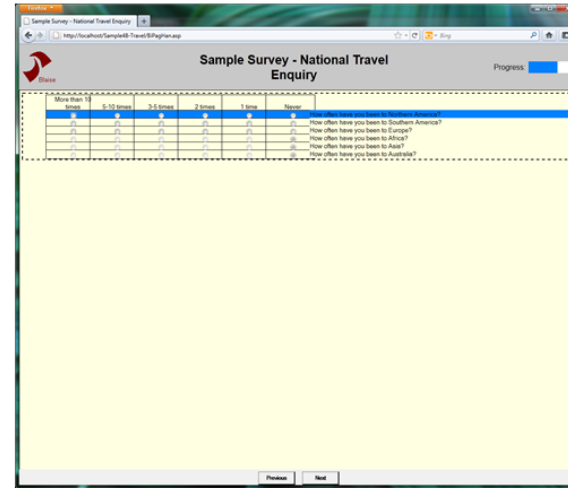 Firefox
Sample Survey - National Travel Enquiry
http://localhost/Sample48-Travel/BiPagHan.asp
Bing
Blaise
Sample Survey - National Travel
Enquiry
Progress:
More than 10
times 5-10 times 3-5 times 2 times 1 time Never
How often have you been to Northern America?
How often have you been to Southern America?
How often have you been to Europe?
How often have you been to Africa?
How often have you been to Asia?
How often have you been to Australia?
Previous Next